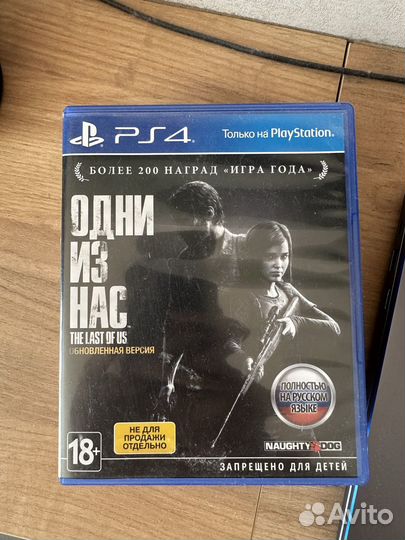 PS4
Только на PlayStation.
БОЛЕЕ 200 НАГРАД «ИГРА ГОДА»
ОДНИ
ИЗ
НАС
THE LAST OF US
ОБНОВЛЕННАЯ ВЕРСИЯ
ПОЛНОСТЬЮ
НА РУССКОМ
ЯЗЫКЕ
НЕ ДЛЯ
ПРОДАЖИ
ОТДЕЛЬНО
18+
NAUGHTY DOG
ЗАПРЕЩЕНО ДЛЯ ДЕТЕЙ
Avito